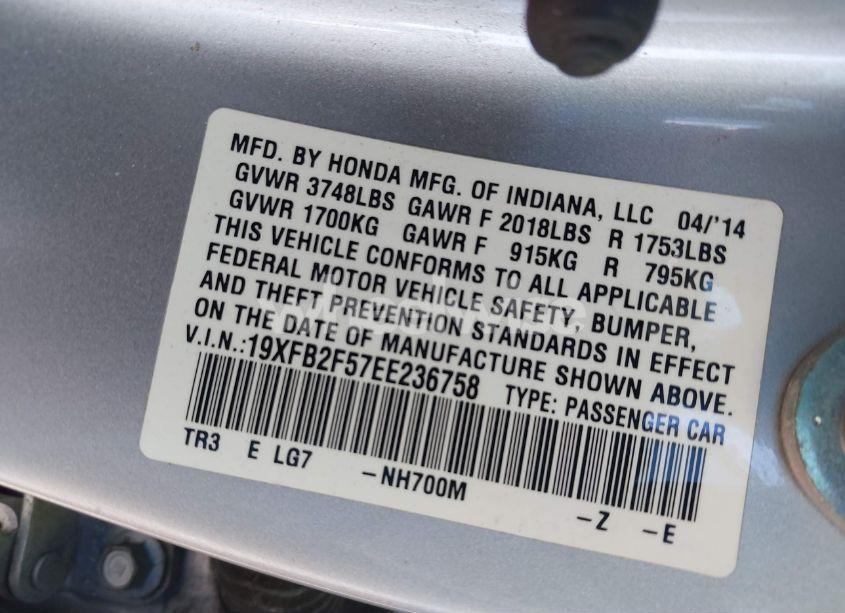 MFD. BY HONDA MFG. OF INDIANA, LLC 04/'14
GVWR 3748LBS GAWR F 2018LBS R 1753LBS
GVWR 1700KG GAWR F 915KG R 795KG
THIS VEHICLE CONFORMS TO ALL APPLICABLE
FEDERAL MOTOR VEHICLE SAFETY, BUMPER,
AND THEFT PREVENTION STANDARDS IN EFFECT
ON THE DATE OF MANUFACTURE SHOWN ABOVE.
V.I.N.:19XFB2F57EE236758 TYPE: PASSENGER CAR
TR3 E LG7 -NH700M -Z -E